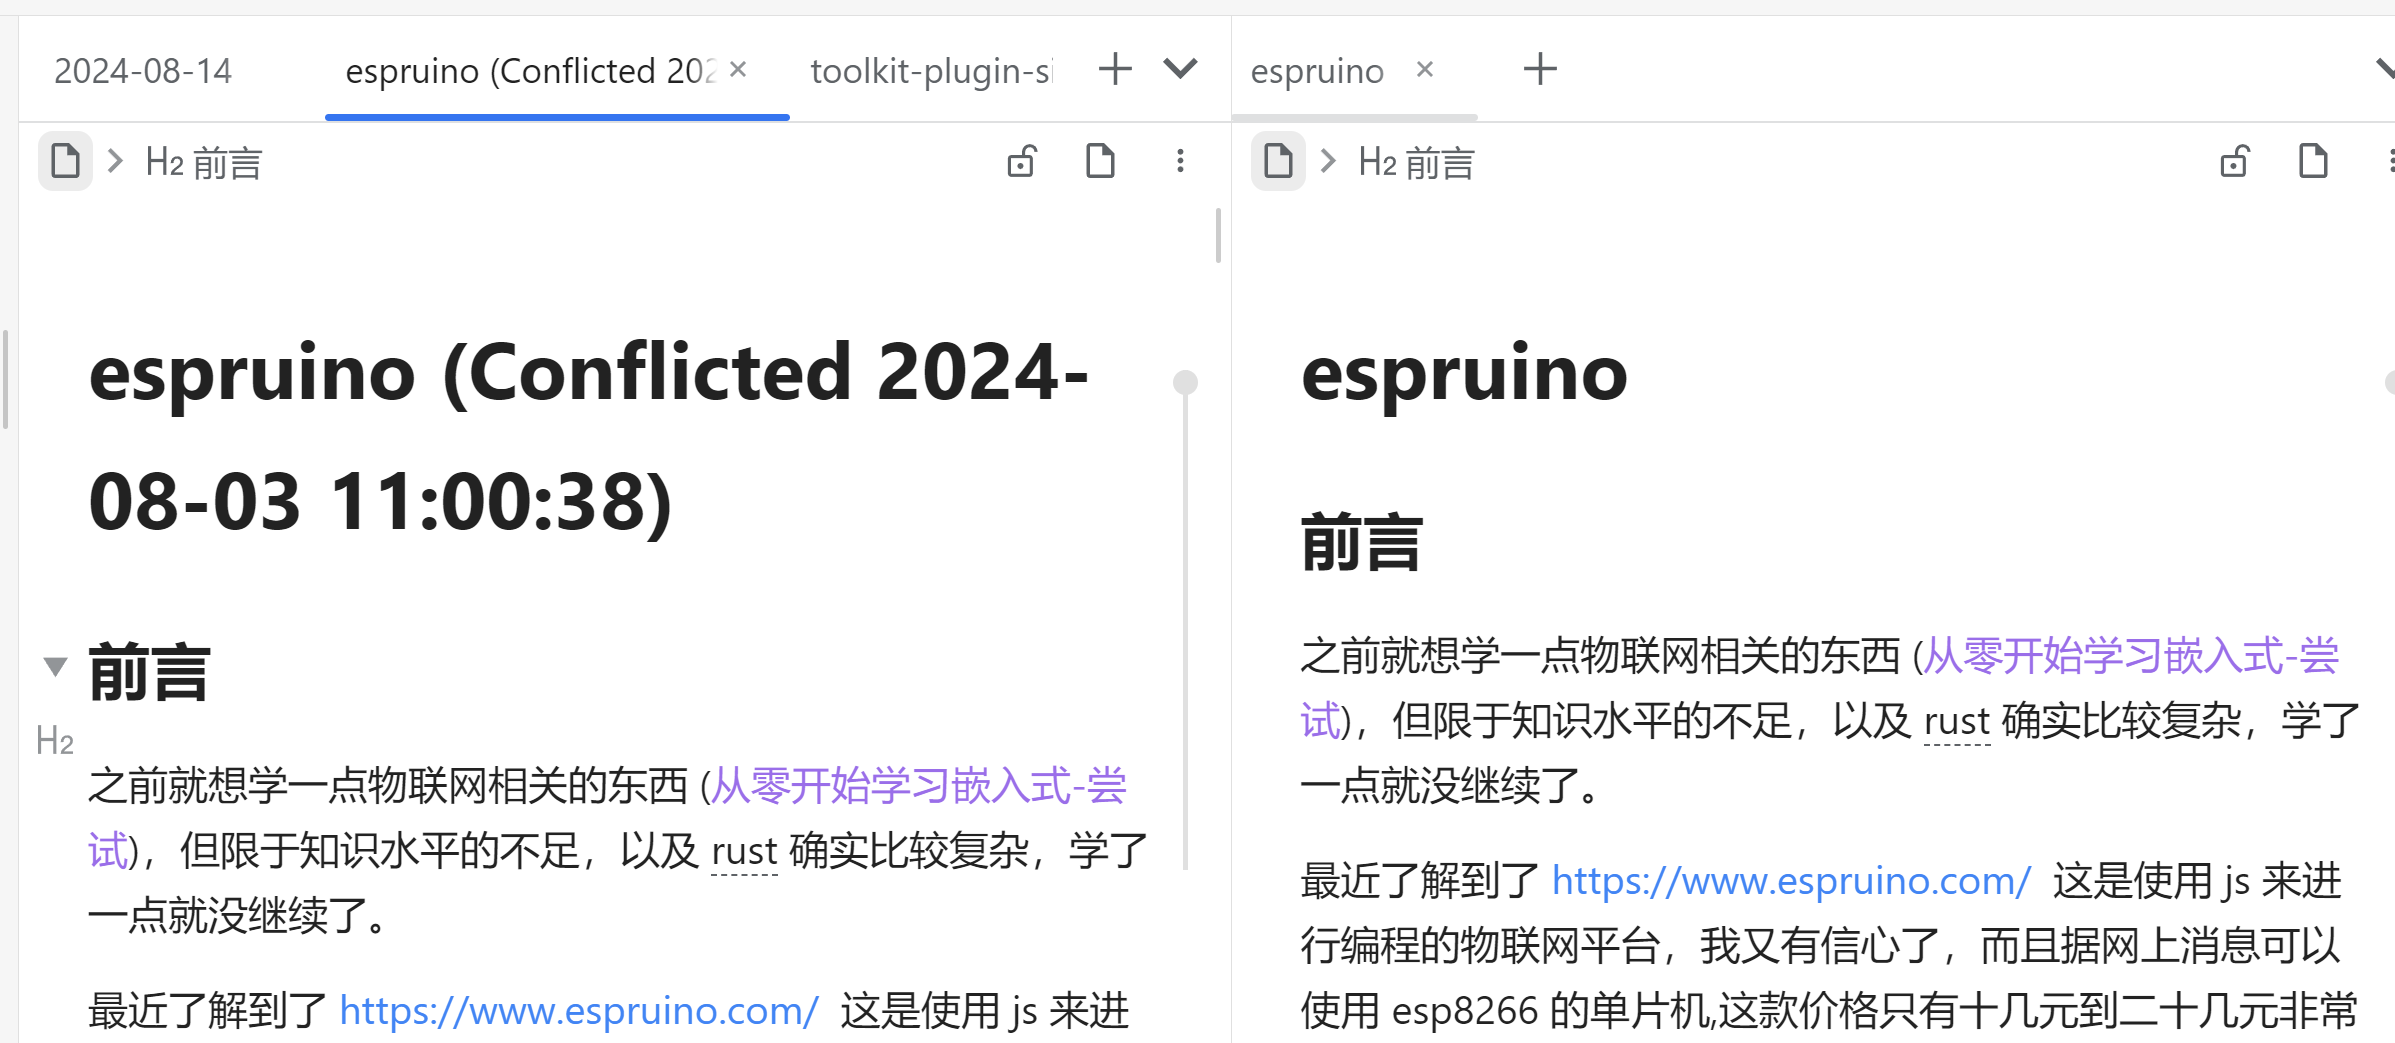 2024-08-14
espruino (Conflicted 202
toolkit-plugin-si
H2 前言
espruino (Conflicted 2024-
08-03 11:00:38)
前言
H2
之前就想学一点物联网相关的东西 (从零开始学习嵌入式-尝
试)，但限于知识水平的不足，以及 rust 确实比较复杂，学了
一点就没继续了。
最近了解到了 https://www.espruino.com/ 这是使用 js 来进
espruino
H2 前言
espruino
前言
之前就想学一点物联网相关的东西 (从零开始学习嵌入式-尝
试)，但限于知识水平的不足，以及 rust 确实比较复杂，学了
一点就没继续了。
最近了解到了 https://www.espruino.com/ 这是使用 js 来进
行编程的物联网平台，我又有信心了，而且据网上消息可以
使用 esp8266 的单片机,这款价格只有十几元到二十几元非常